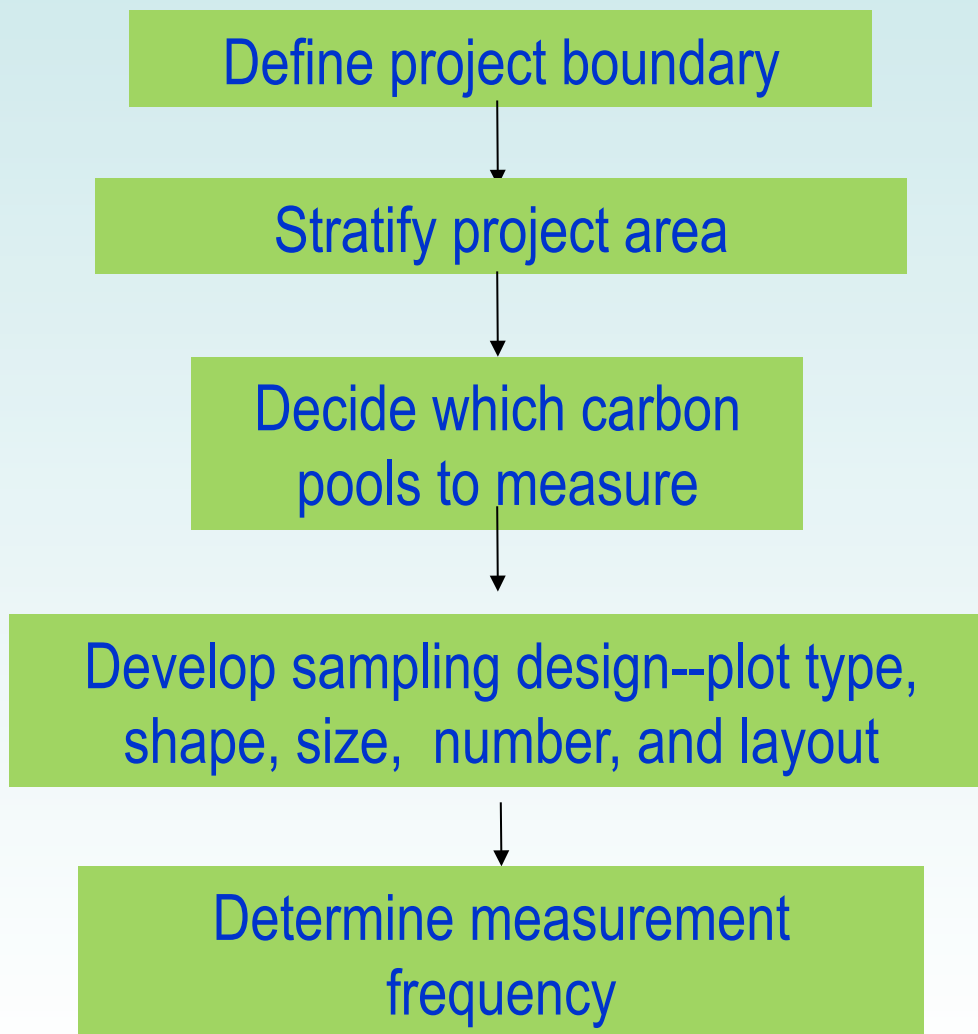 Define project boundary
Stratify project area
Decide which carbon
pools to measure
Develop sampling design--plot type,
shape, size, number, and layout
Determine measurement
frequency